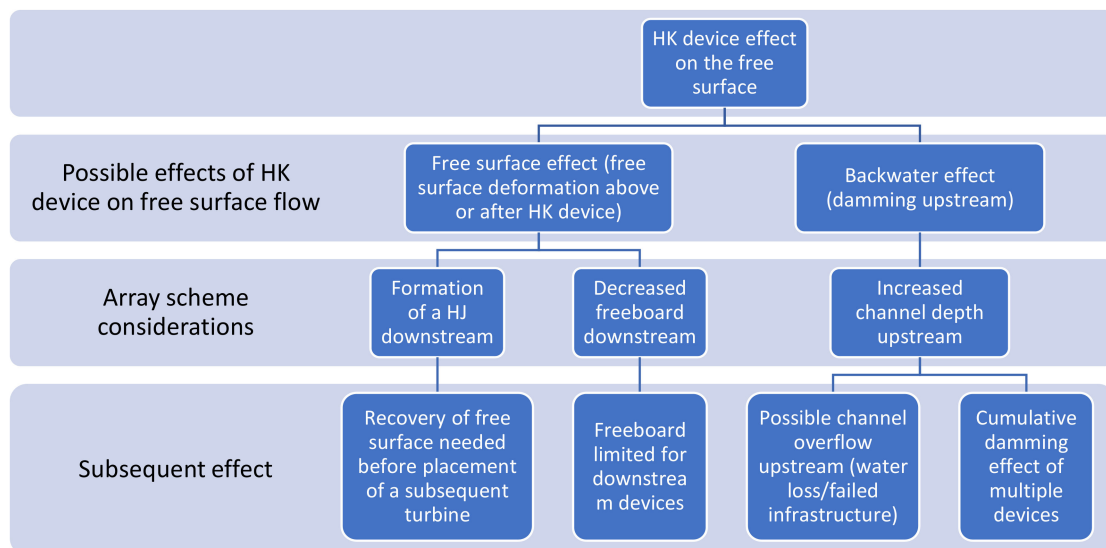 HK device effect
on the free
surface
Possible effects of HK
device on free surface flow
Free surface effect (free
surface deformation above
or after HK device)
Backwater effect
(damming upstream)
Array scheme
considerations
Formation
of a HJ
downstream
Decreased
freeboard
downstream
Increased
channel depth
upstream
Subsequent effect
Recovery of free
surface needed
before placement
of a subsequent
turbine
Freeboard
limited for
downstrea
m devices
Possible channel
overflow
upstream (water
loss/failed
infrastructure)
Cumulative
damming
effect of
multiple
devices